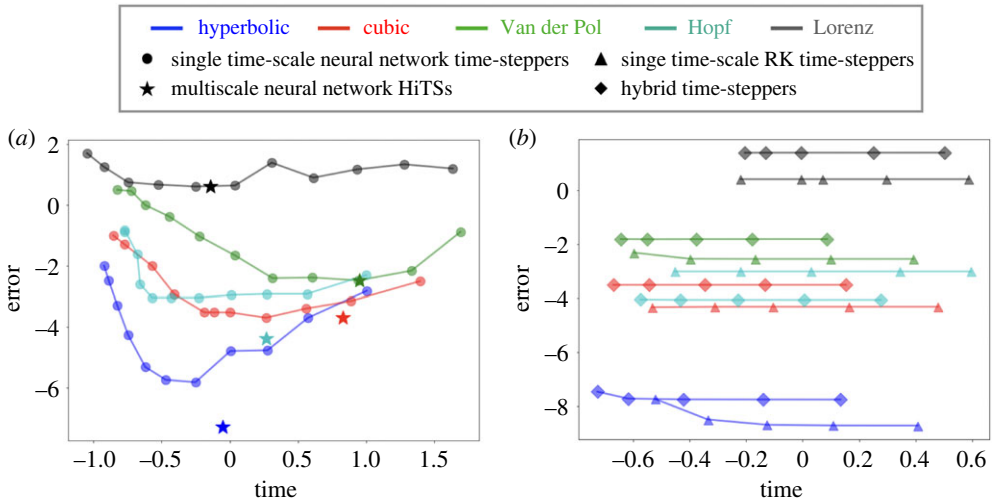 hyperbolic cubic Van der Pol Hopf Lorenz
single time-scale neural network time-steppers singe time-scale RK time-steppers
multiscale neural network HiTSs hybrid time-steppers
(a)
2
0
–2
–4
–6
error
–1.0 –0.5 0 0.5 1.0 1.5
time
(b)
0
–2
–4
–6
–8
error
–0.6 –0.4 –0.2 0 0.2 0.4 0.6
time